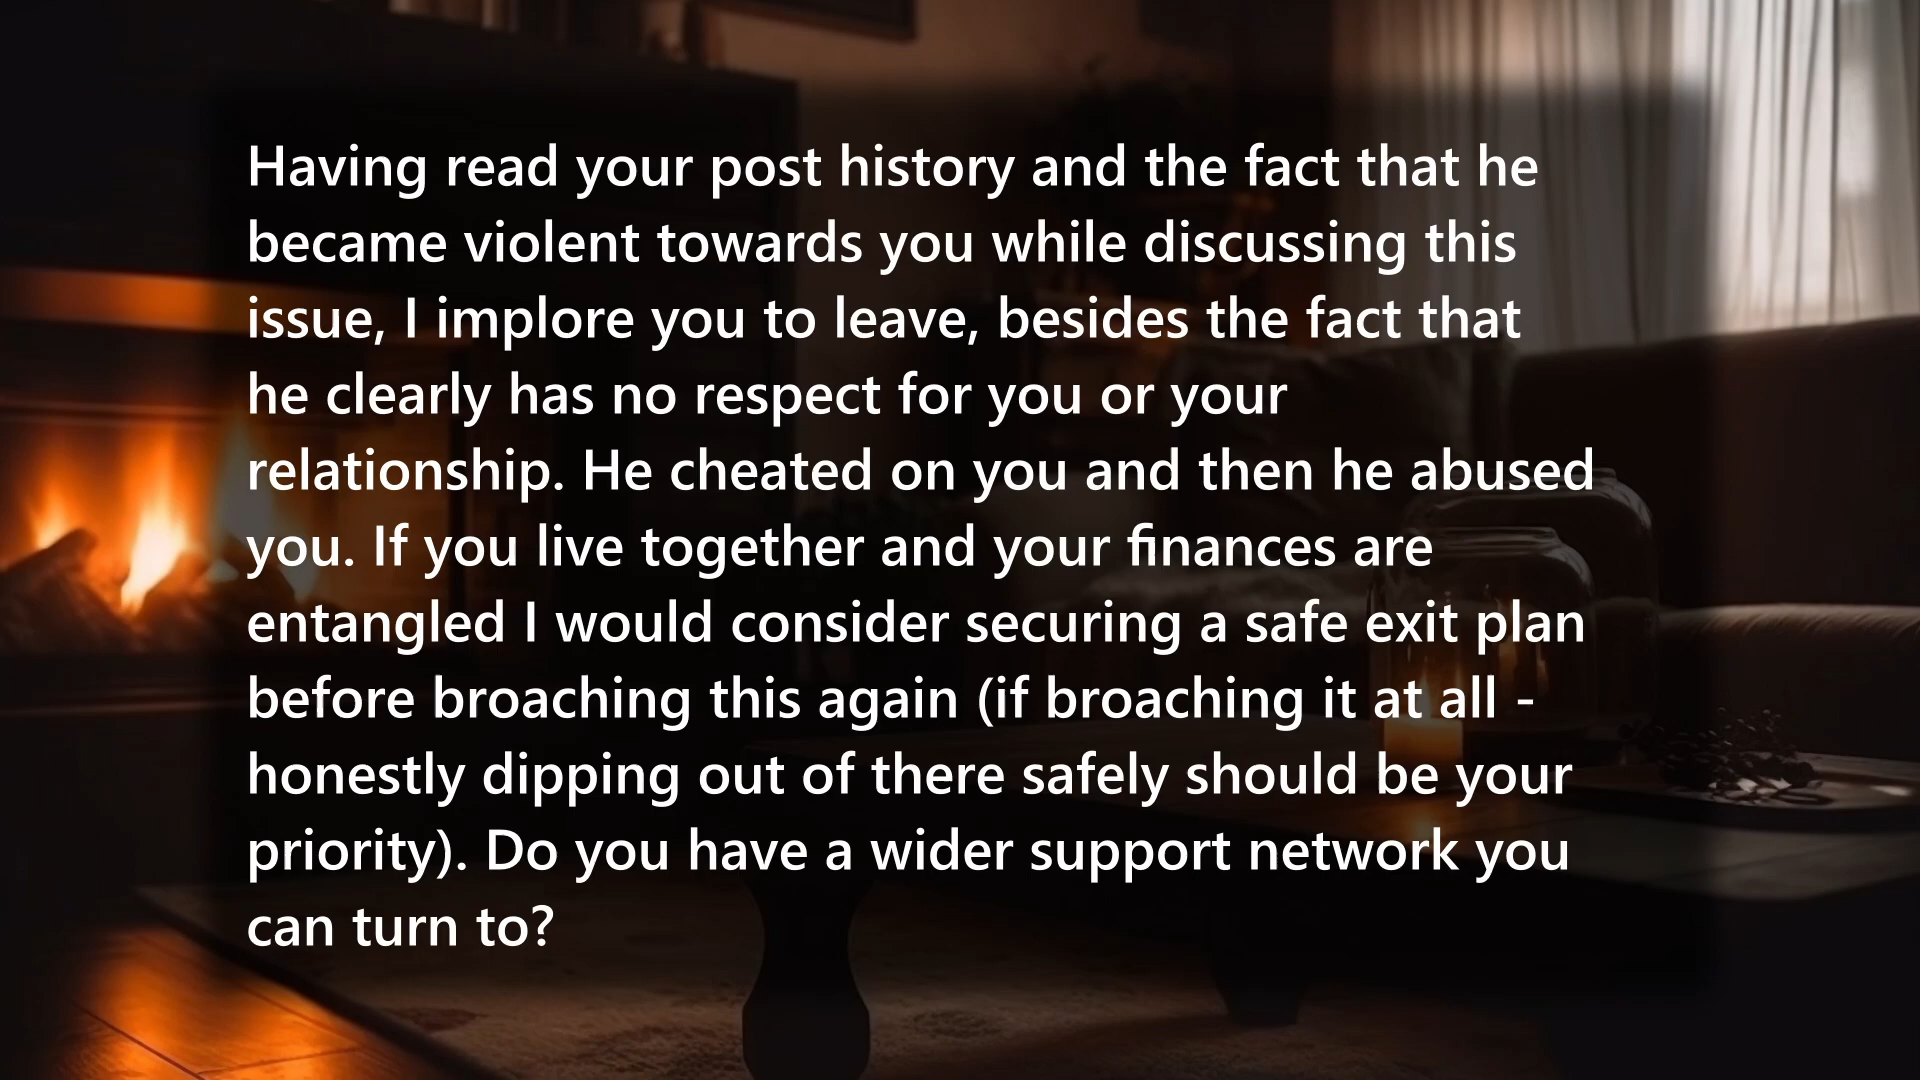 Having read your post history and the fact that he
became violent towards you while discussing this
issue, I implore you to leave, besides the fact that
he clearly has no respect for you or your
relationship. He cheated on you and then he abused
you. If you live together and your finances are
entangled I would consider securing a safe exit plan
before broaching this again (if broaching it at all -
honestly dipping out of there safely should be your
priority). Do you have a wider support network you
can turn to?